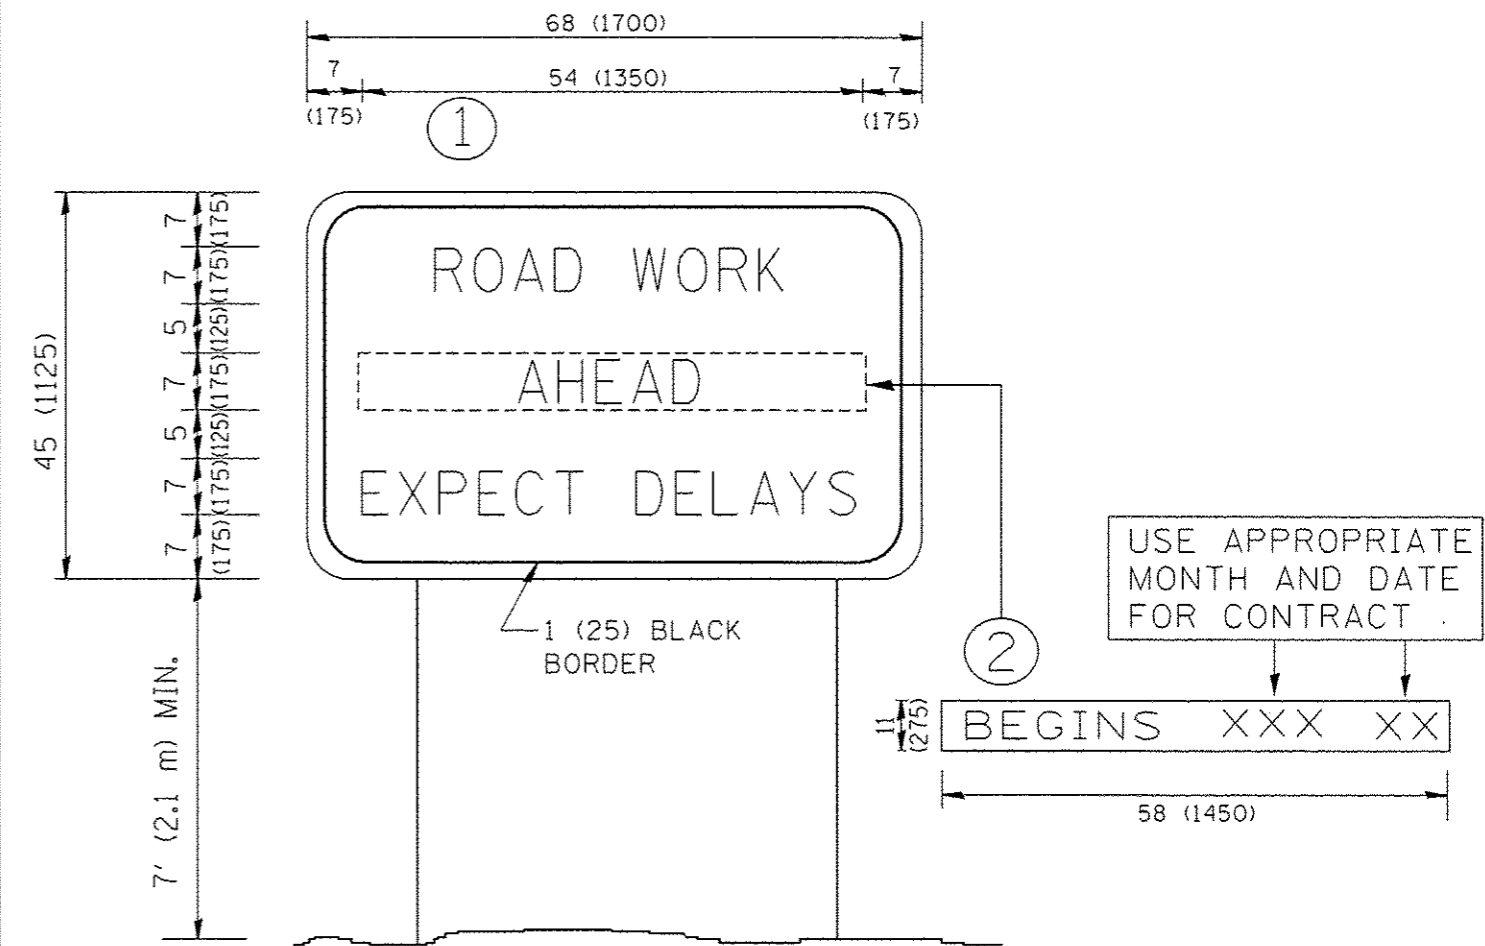 68 (1700)
7
54 (1350)
7
(175)
(175)
1
45 (1125)
7 (175)
7 (175)
5 (125)
7 (175)
5 (125)
7 (175)
7 (175)
ROAD WORK
AHEAD
EXPECT DELAYS
1 (25) BLACK
BORDER
7' (2.1 m) MIN.
USE APPROPRIATE
MONTH AND DATE
FOR CONTRACT .
2
11
(275)
BEGINS XXX XX
58 (1450)